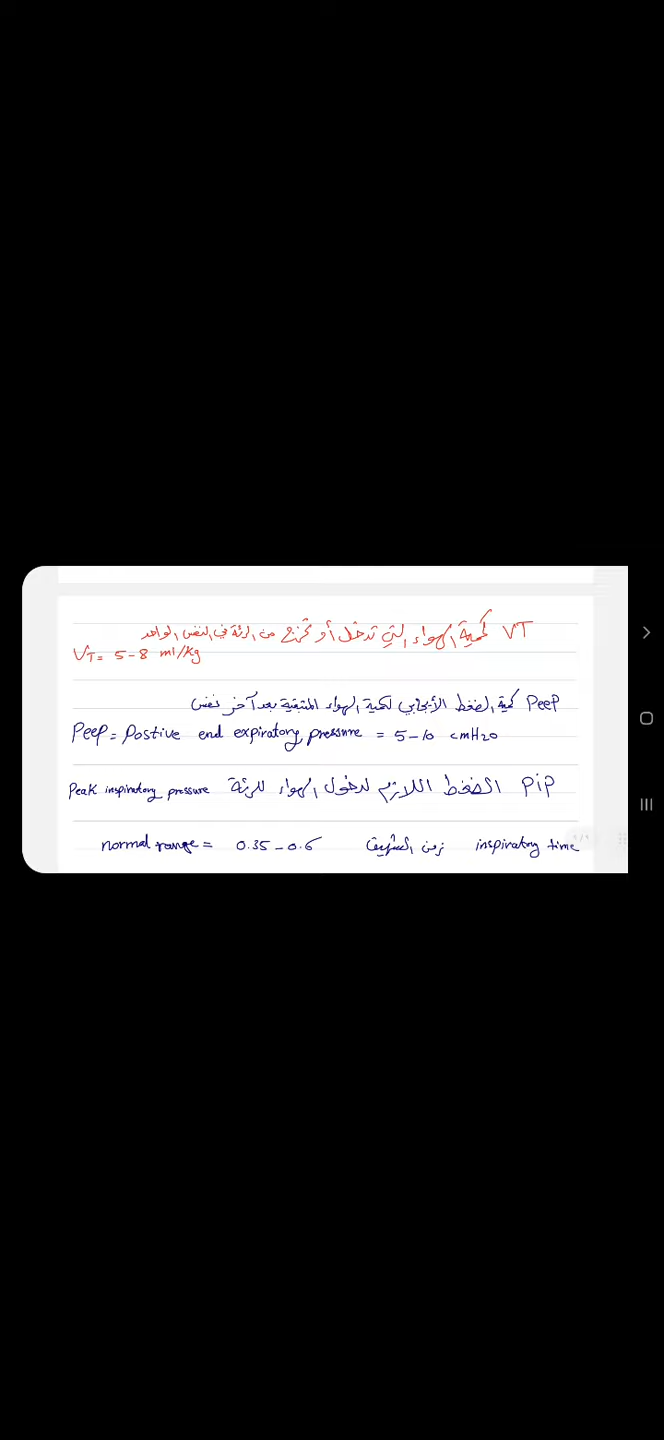 VT كمية الهواء التي تدخل أو تخرج من الرئة في النفس الواحد
VT = 5-8 ml/kg
PeeP كمية الضغط الأيجابي لكمية الهواء المتبقية بعد آخر نفس
PeeP = Postive end expiratory pressure = 5-10 cmH2O
PiP الضغط اللازم لدخول الهواء للرئة Peak inspiratory pressure
inspiratory time زمن الشهيق normal range = 0.35 - 0.6